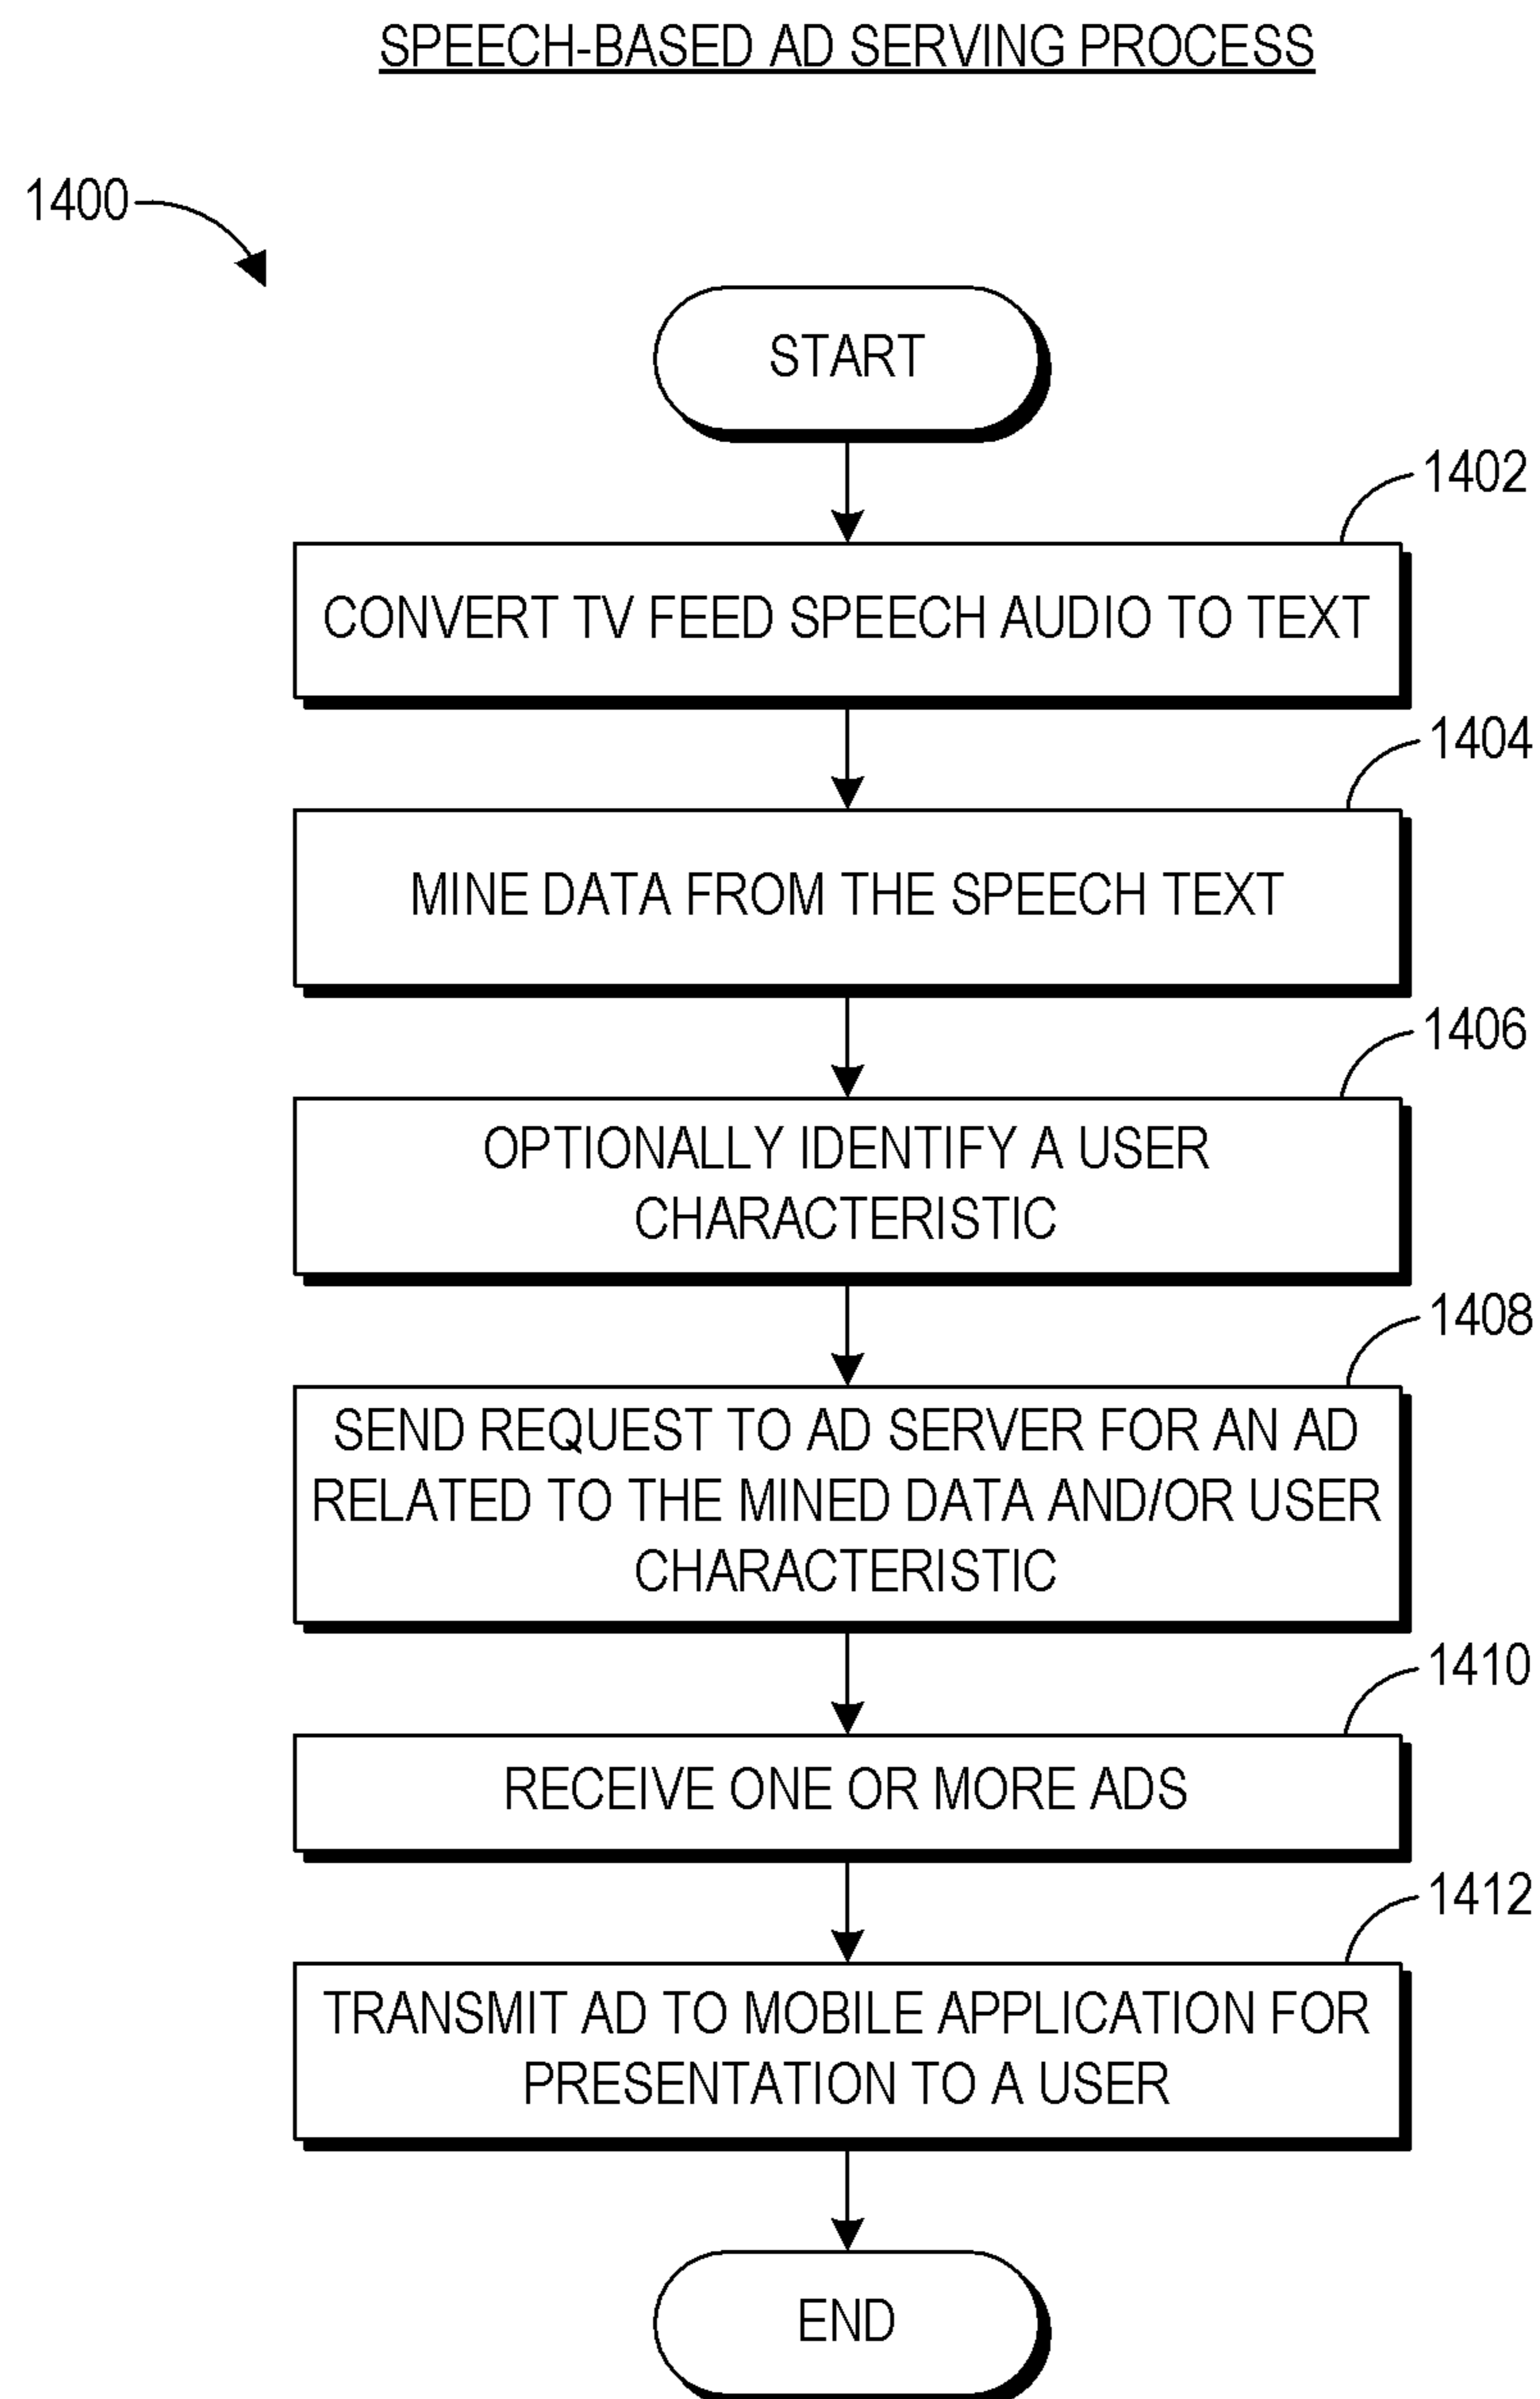 SPEECH-BASED AD SERVING PROCESS
1400
START
1402
CONVERT TV FEED SPEECH AUDIO TO TEXT
1404
MINE DATA FROM THE SPEECH TEXT
1406
OPTIONALLY IDENTIFY A USER
CHARACTERISTIC
1408
SEND REQUEST TO AD SERVER FOR AN AD
RELATED TO THE MINED DATA AND/OR USER
CHARACTERISTIC
1410
RECEIVE ONE OR MORE ADS
1412
TRANSMIT AD TO MOBILE APPLICATION FOR
PRESENTATION TO A USER
END